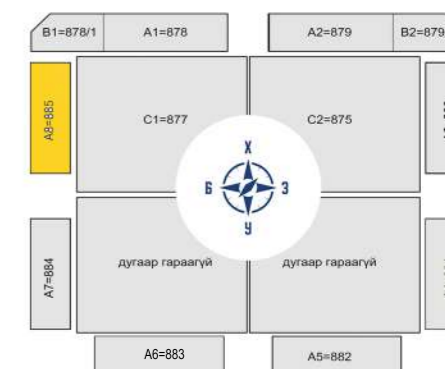 B1=878/1
A1=878
A2=879
B2=879
A8=885
C1=877
C2=875
Х
Б
З
У
A7=884
дугаар гараагүй
дугаар гараагүй
A6=883
A5=882